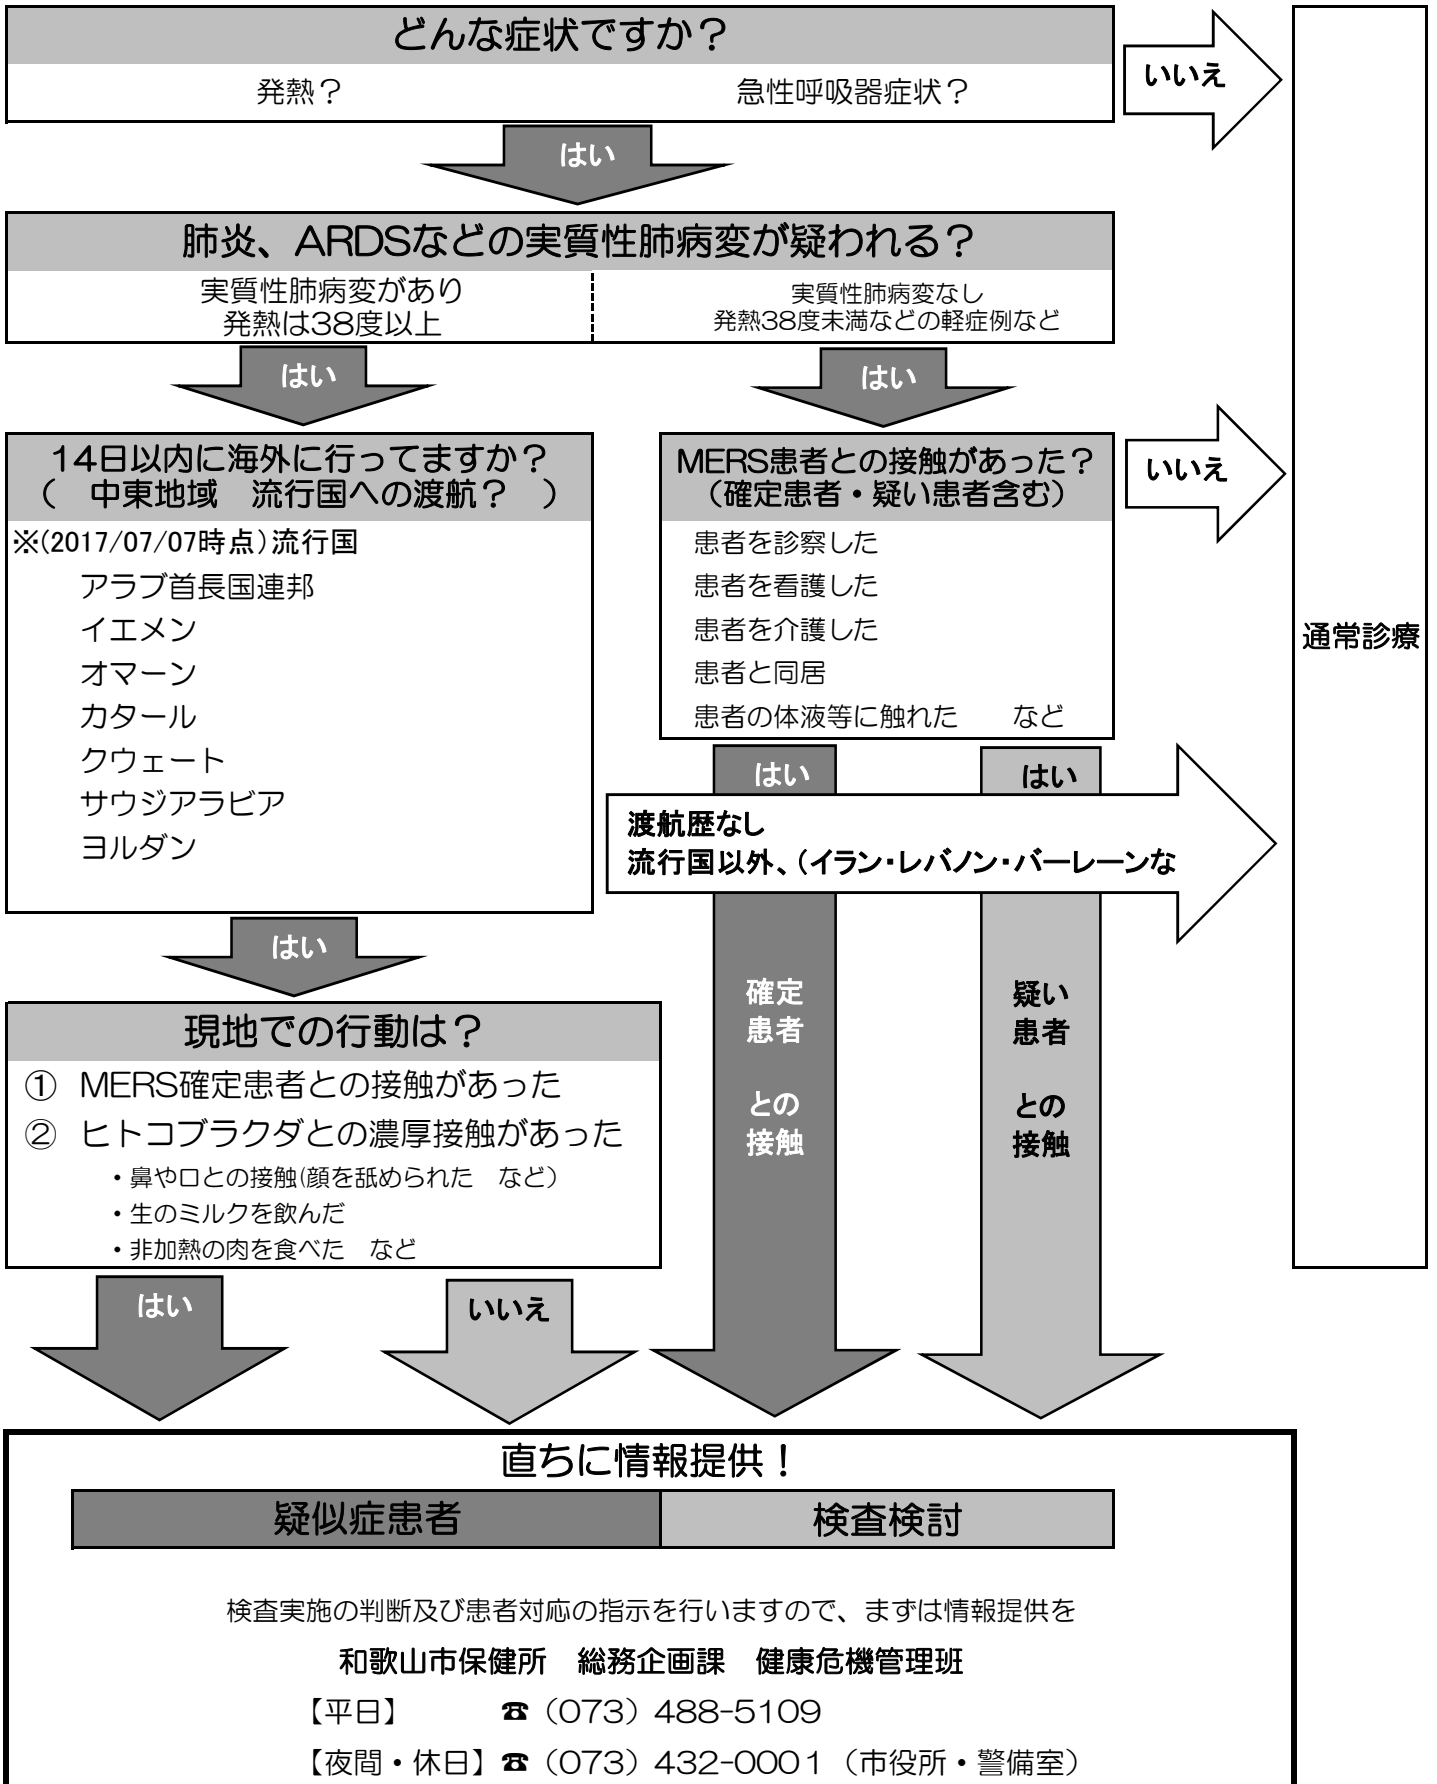 どんな症状ですか？
発熱？　急性呼吸器症状？
いいえ
はい
肺炎、ARDSなどの実質性肺病変が疑われる？
実質性肺病変があり
発熱は38度以上
実質性肺病変なし
発熱38度未満などの軽症例など
はい
はい
14日以内に海外に行ってますか？
（　中東地域　流行国への渡航？　）
※(2017/07/07時点)流行国
アラブ首長国連邦
イエメン
オマーン
カタール
クウェート
サウジアラビア
ヨルダン
MERS患者との接触があった？
（確定患者・疑い患者含む）
患者を診察した
患者を看護した
患者を介護した
患者と同居
患者の体液等に触れた　など
いいえ
通常診療
はい
はい
渡航歴なし
流行国以外、（イラン・レバノン・バーレーンな
はい
確定
患者
との
接触
疑い
患者
との
接触
現地での行動は？
①　MERS確定患者との接触があった
②　ヒトコブラクダとの濃厚接触があった
・鼻や口との接触(顔を舐められた　など）
・生のミルクを飲んだ
・非加熱の肉を食べた　など
はい
いいえ
直ちに情報提供！
疑似症患者
検査検討
検査実施の判断及び患者対応の指示を行いますので、まずは情報提供を
和歌山市保健所　総務企画課　健康危機管理班
【平日】　☎（073）488-5109
【夜間・休日】☎（073）432-0001（市役所・警備室）